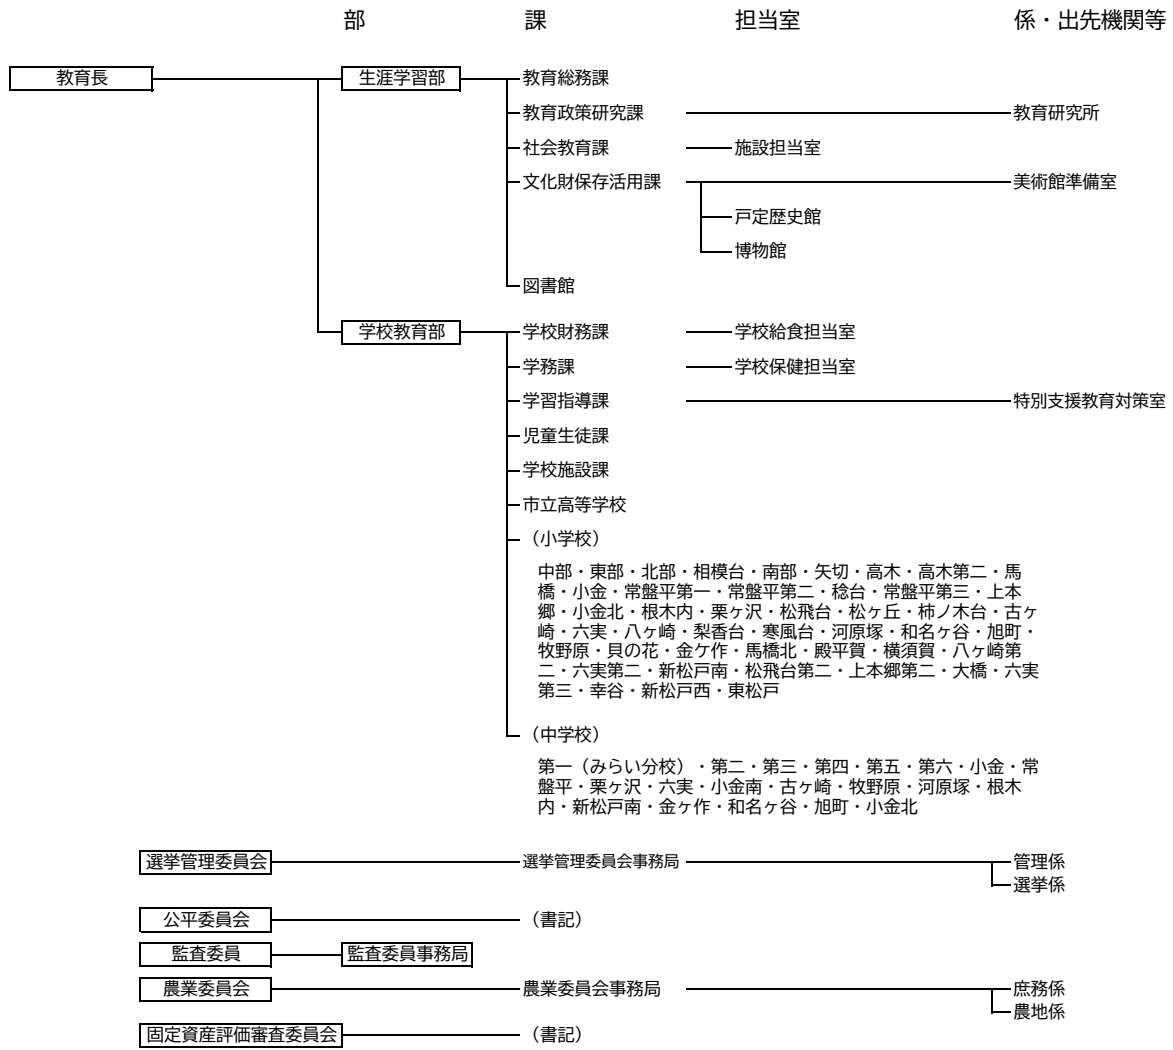 部 課 担当室 係・出先機関等
教育長 生涯学習部 教育総務課
教育政策研究課 教育研究所
社会教育課 施設担当室
文化財保存活用課 美術館準備室
戸定歴史館
博物館
図書館
学校教育部 学校財務課 学校給食担当室
学務課 学校保健担当室
学習指導課 特別支援教育対策室
児童生徒課
学校施設課
市立高等学校
（小学校）
中部・東部・北部・相模台・南部・矢切・高木・高木第二・馬
橋・小金・常盤平第一・常盤平第二・稔台・常盤平第三・上本
郷・小金北・根木内・栗ヶ沢・松飛台・松ヶ丘・柿ノ木台・古ヶ
崎・六実・八ヶ崎・梨香台・寒風台・河原塚・和名ヶ谷・旭町・
牧野原・貝の花・金ケ作・馬橋北・殿平賀・横須賀・八ヶ崎第
二・六実第二・新松戸南・松飛台第二・上本郷第二・大橋・六実
第三・幸谷・新松戸西・東松戸
（中学校）
第一（みらい分校）・第二・第三・第四・第五・第六・小金・常
盤平・栗ヶ沢・六実・小金南・古ヶ崎・牧野原・河原塚・根木
内・新松戸南・金ヶ作・和名ヶ谷・旭町・小金北
選挙管理委員会 選挙管理委員会事務局 管理係
選挙係
公平委員会 （書記）
監査委員 監査委員事務局
農業委員会 農業委員会事務局 庶務係
農地係
固定資産評価審査委員会 （書記）